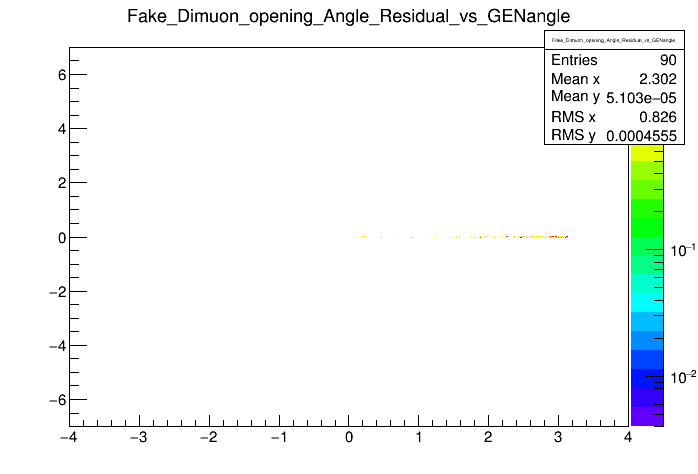 Fake_Dimuon_opening_Angle_Residual_vs_GENangle
Fake_Dimuon_opening_Angle_Residual_vs_GENangle
Entries 90
Mean x 2.302
Mean y 5.103e−05
RMS x 0.826
RMS y 0.0004555
6
4
2
0
−2
−4
−6
−4 −3 −2 −1 0 1 2 3 4
10−1
10−2